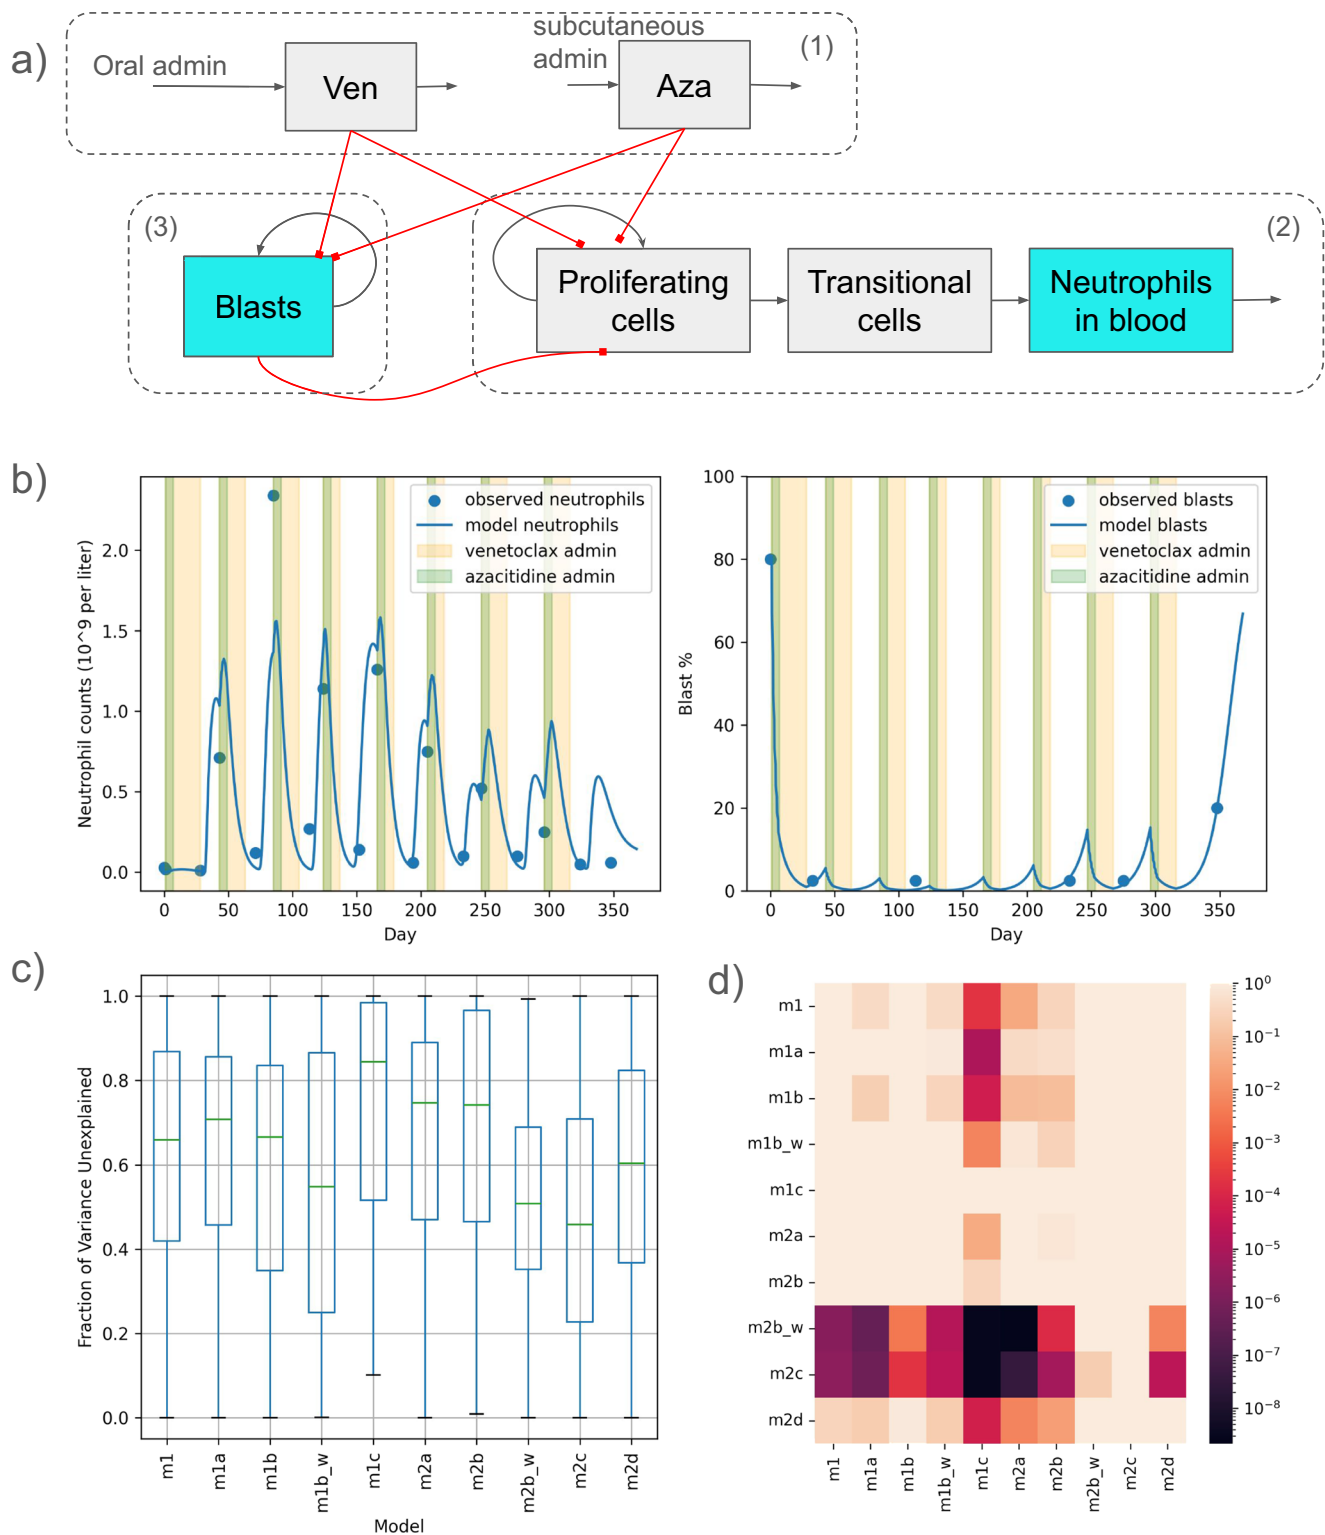 a)
Oral admin
Ven
subcutaneous
admin
Aza
(1)
(3)
Blasts
Proliferating
cells
Transitional
cells
Neutrophils
in blood
(2)
b)
Neutrophil counts (10^9 per liter)
2.0
1.5
1.0
0.5
0.0
observed neutrophils
model neutrophils
venetoclax admin
azacitidine admin
0 50 100 150 200 250 300 350
Day
Blast %
100
80
60
40
20
0
observed blasts
model blasts
venetoclax admin
azacitidine admin
0 50 100 150 200 250 300 350
Day
c)
Fraction of Variance Unexplained
1.0
0.8
0.6
0.4
0.2
0.0
m1 m1a m1b m1b_w m1c m2a m2b m2b_w m2c m2d
Model
d)
m1
m1a
m1b
m1b_w
m1c
m2a
m2b
m2b_w
m2c
m2d
m1 m1a m1b m1b_w m1c m2a m2b m2b_w m2c m2d
10^0
10^-1
10^-2
10^-3
10^-4
10^-5
10^-6
10^-7
10^-8